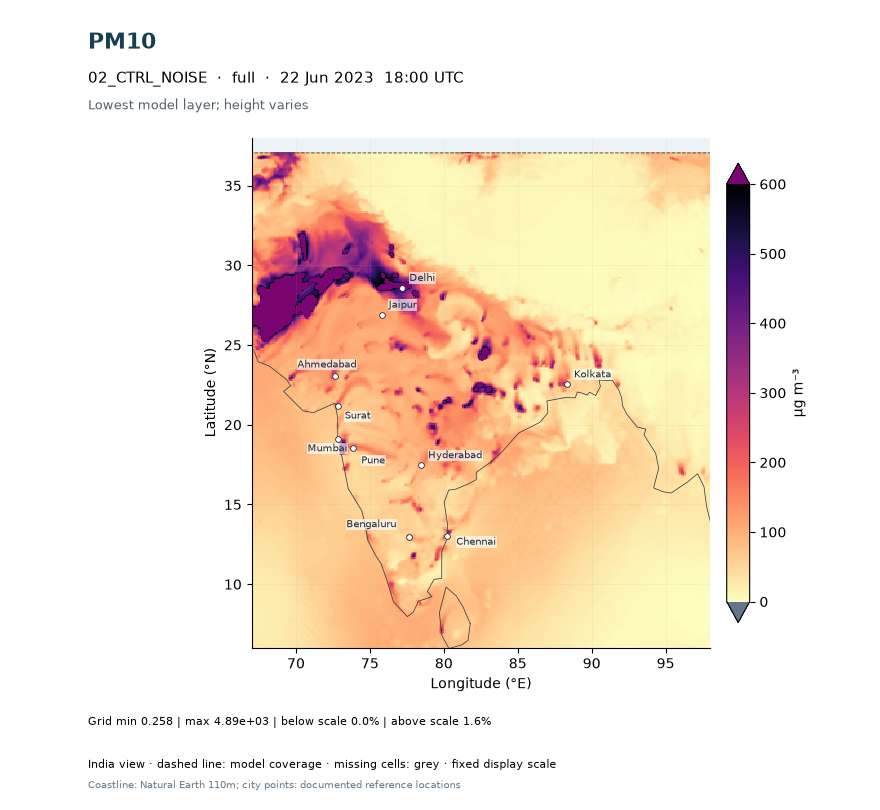 PM10
02_CTRL_NOISE · full · 22 Jun 2023 18:00 UTC
Lowest model layer; height varies
35
30
25
20
15
10
Latitude (°N)
Delhi
Jaipur
Ahmedabad
Kolkata
Surat
Mumbai
Pune
Hyderabad
Bengaluru
Chennai
70
75
80
85
90
95
Longitude (°E)
600
500
400
300
200
100
0
µg m⁻³
Grid min 0.258 | max 4.89e+03 | below scale 0.0% | above scale 1.6%
India view · dashed line: model coverage · missing cells: grey · fixed display scale
Coastline: Natural Earth 110m; city points: documented reference locations